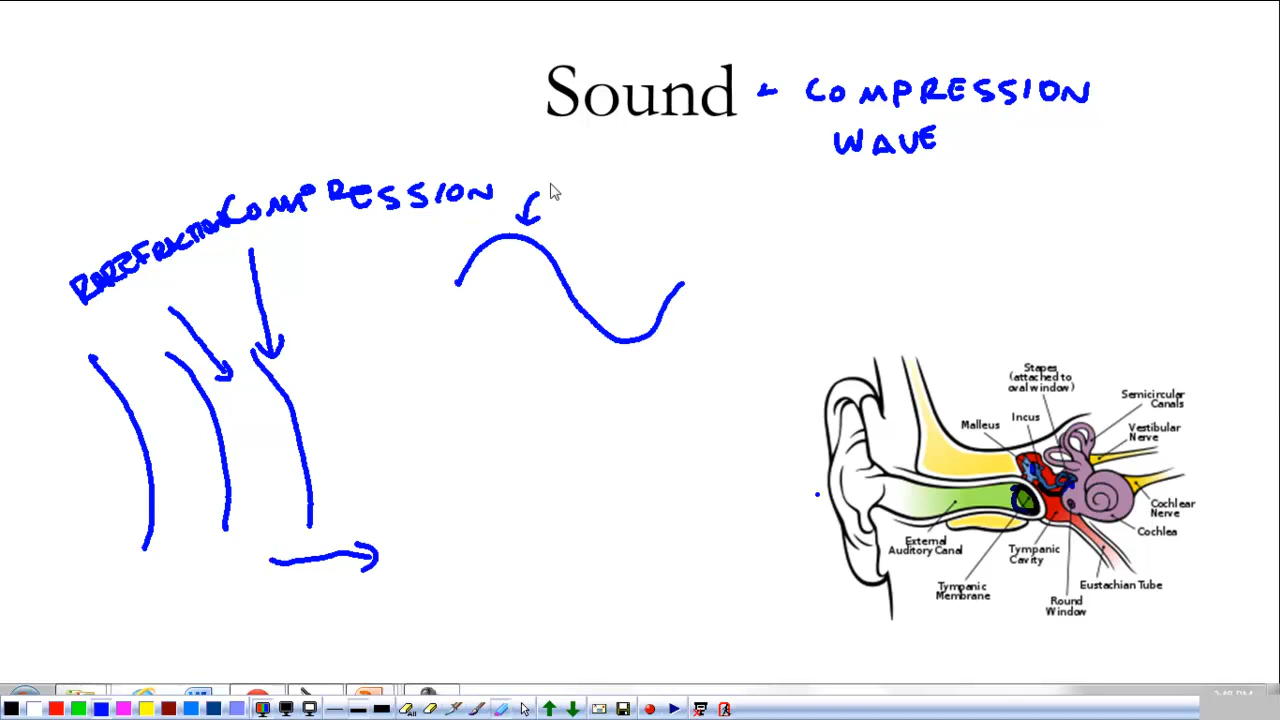 Sound - COMPRESSION
WAVE
RAREFRACTION COMPRESSION
Stapes
(attached to
oval window)
Semicircular
Canals
Incus
Malleus
Vestibular
Nerve
Cochlear
Nerve
Cochlea
External
Auditory Canal
Tympanic
Cavity
Eustachian Tube
Tympanic
Membrane
Round
Window